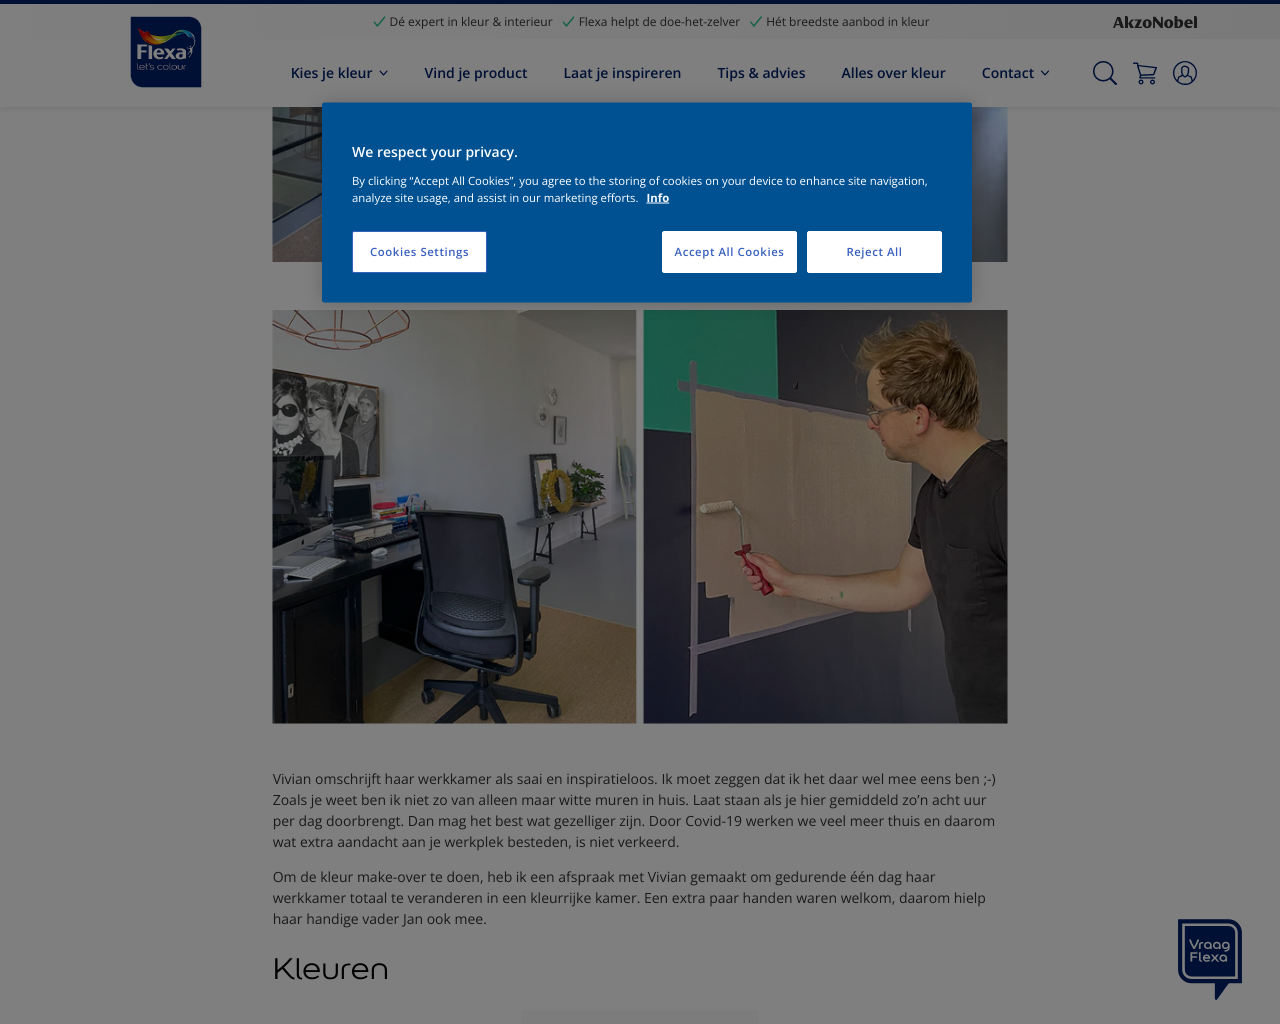 Dé expert in kleur & interieur Flexa helpt de doe-het-zelver Hét breedste aanbod in kleur AkzoNobel
Flexa
let's colour
Kies je kleur Vind je product Laat je inspireren Tips & advies Alles over kleur Contact
We respect your privacy.
By clicking “Accept All Cookies”, you agree to the storing of cookies on your device to enhance site navigation,
analyze site usage, and assist in our marketing efforts. Info
Cookies Settings Accept All Cookies Reject All
Vivian omschrijft haar werkkamer als saai en inspiratieloos. Ik moet zeggen dat ik het daar wel mee eens ben ;-)
Zoals je weet ben ik niet zo van alleen maar witte muren in huis. Laat staan als je hier gemiddeld zo’n acht uur
per dag doorbrengt. Dan mag het best wat gezelliger zijn. Door Covid-19 werken we veel meer thuis en daarom
wat extra aandacht aan je werkplek besteden, is niet verkeerd.
Om de kleur make-over te doen, heb ik een afspraak met Vivian gemaakt om gedurende één dag haar
werkkamer totaal te veranderen in een kleurrijke kamer. Een extra paar handen waren welkom, daarom hielp
haar handige vader Jan ook mee.
Vraag
Flexa
Kleuren